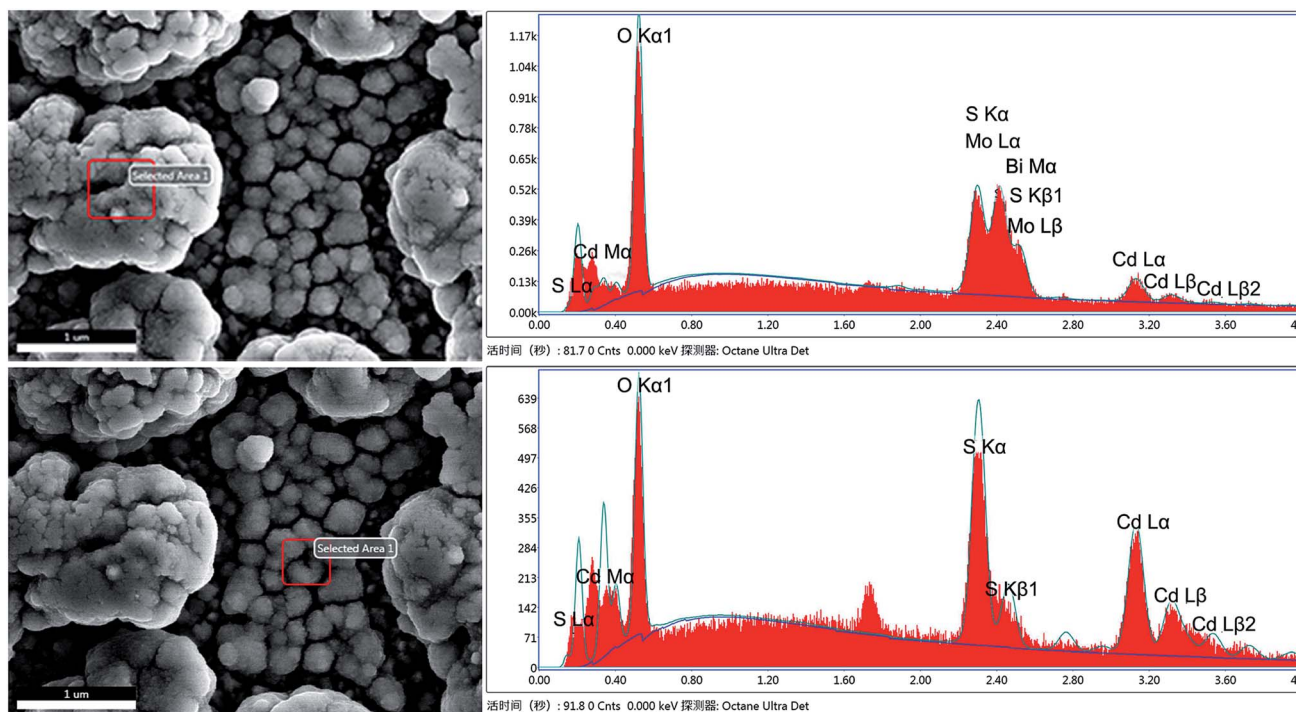 Selected Area 1
1 um
O Kα1
S Kα
Mo Lα
Bi Mα
S Kβ1
Mo Lβ
Cd Mα
S Lα
Cd Lα
Cd Lβ
Cd Lβ2
1.17k
1.04k
0.91k
0.78k
0.65k
0.52k
0.39k
0.26k
0.13k
0.00k
0.00 0.40 0.80 1.20 1.60 2.00 2.40 2.80 3.20 3.60 4
活时间（秒）: 81.7 0 Cnts 0.000 keV 探测器: Octane Ultra Det
Selected Area 1
1 um
O Kα1
S Kα
S Kβ1
Cd Mα
S Lα
Cd Lα
Cd Lβ
Cd Lβ2
639
568
497
426
355
284
213
142
71
0
0.00 0.40 0.80 1.20 1.60 2.00 2.40 2.80 3.20 3.60 4
活时间（秒）: 91.8 0 Cnts 0.000 keV 探测器: Octane Ultra Det